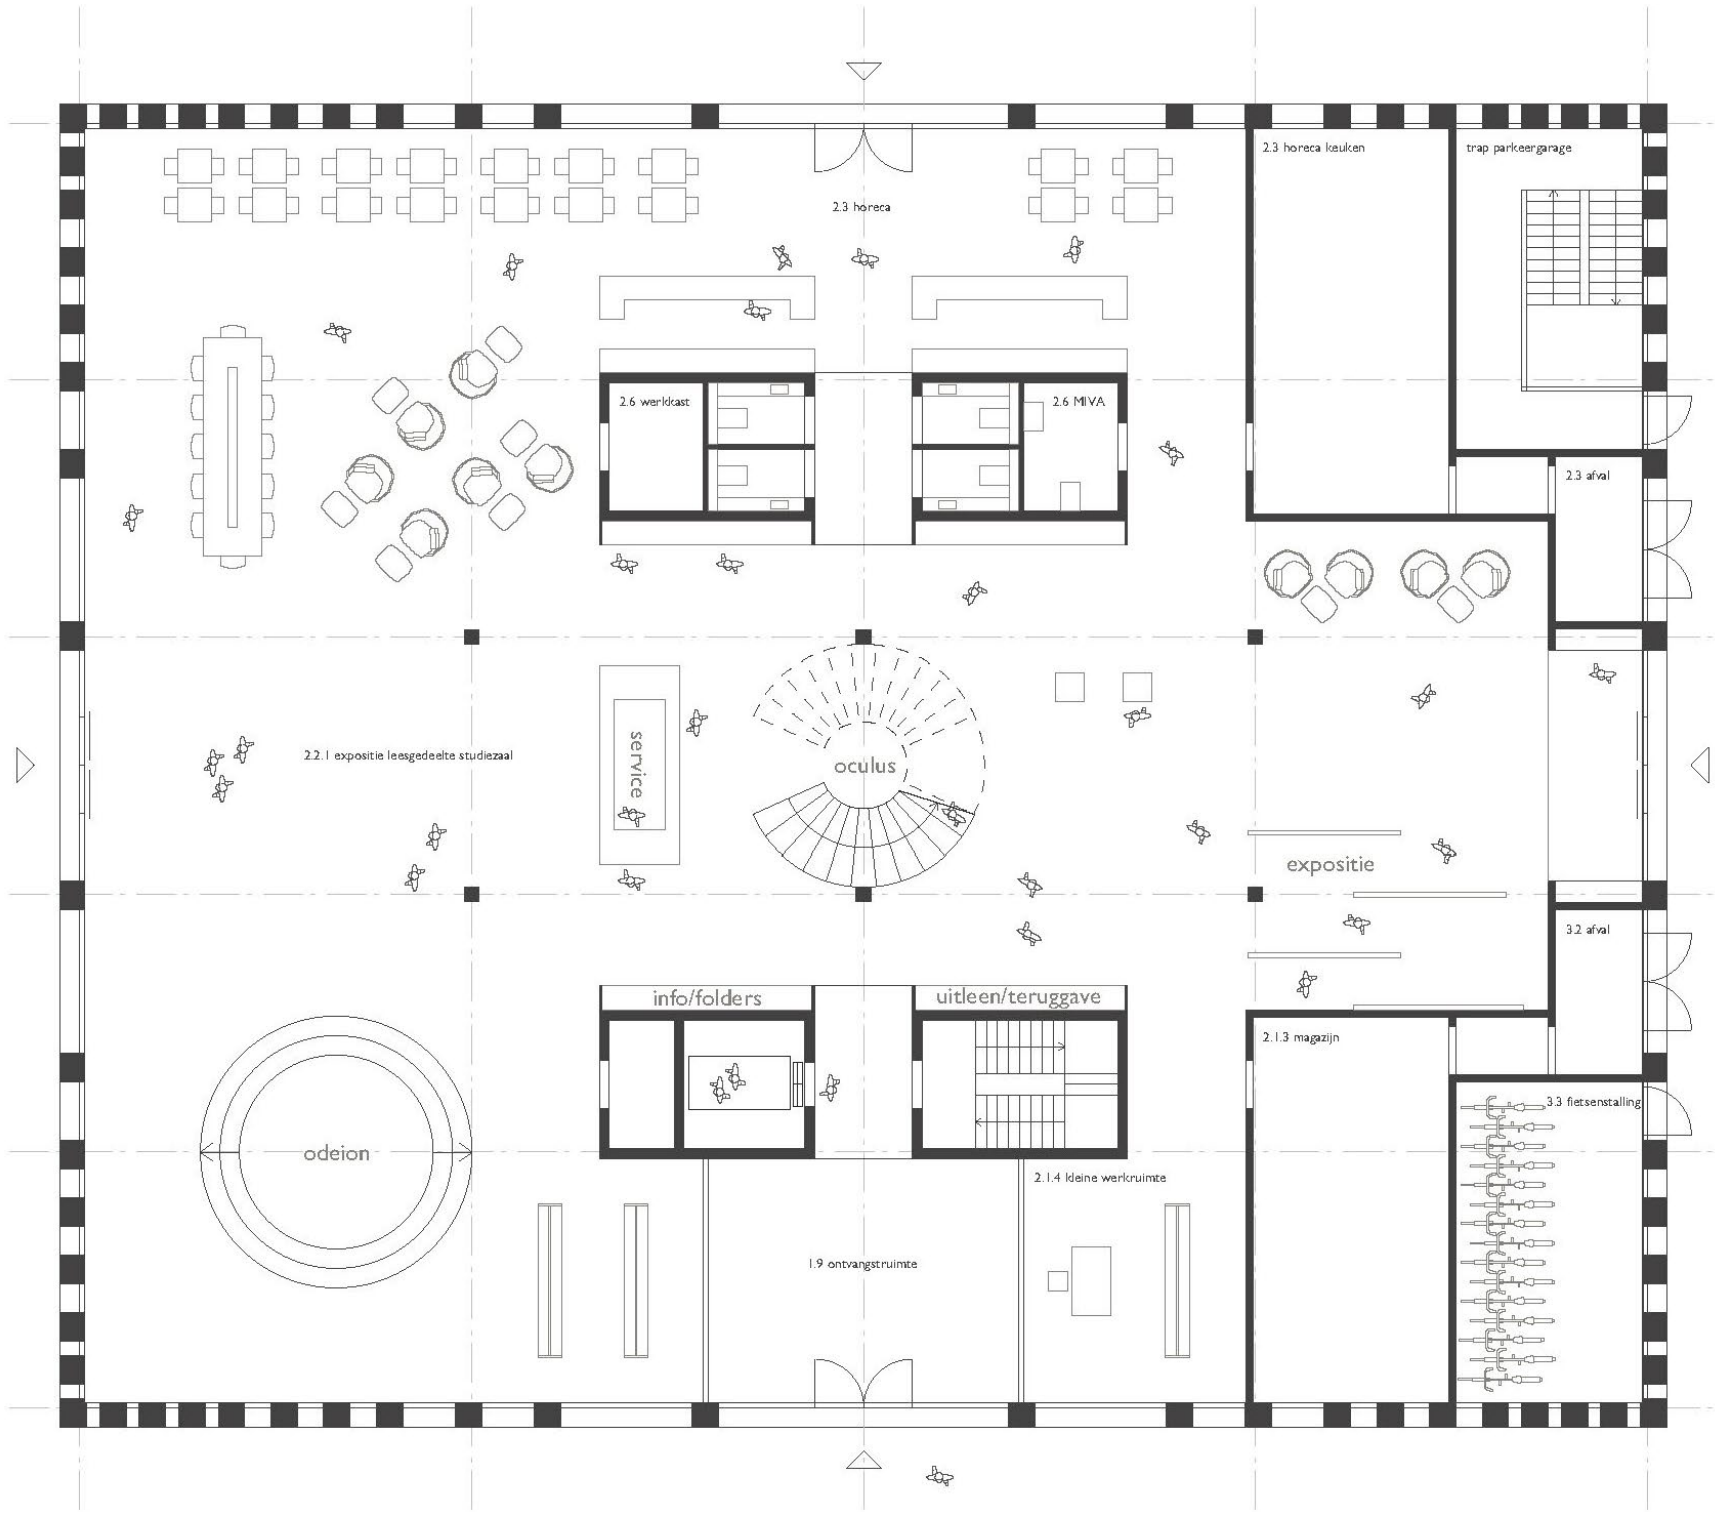 2.3 horeca keuken
trap parkeergarage
2.3 horeca
2.6 werkkast
2.6 MIVA
2.3 afval
2.2.1 expositie leesgedeelte studiezaal
service
oculus
expositie
3.2 afval
info/folders
uitleen/teruggave
2.1.3 magazijn
3.3 fietsenstalling
odeion
2.1.4 kleine werkruimte
1.9 ontvangstruimte